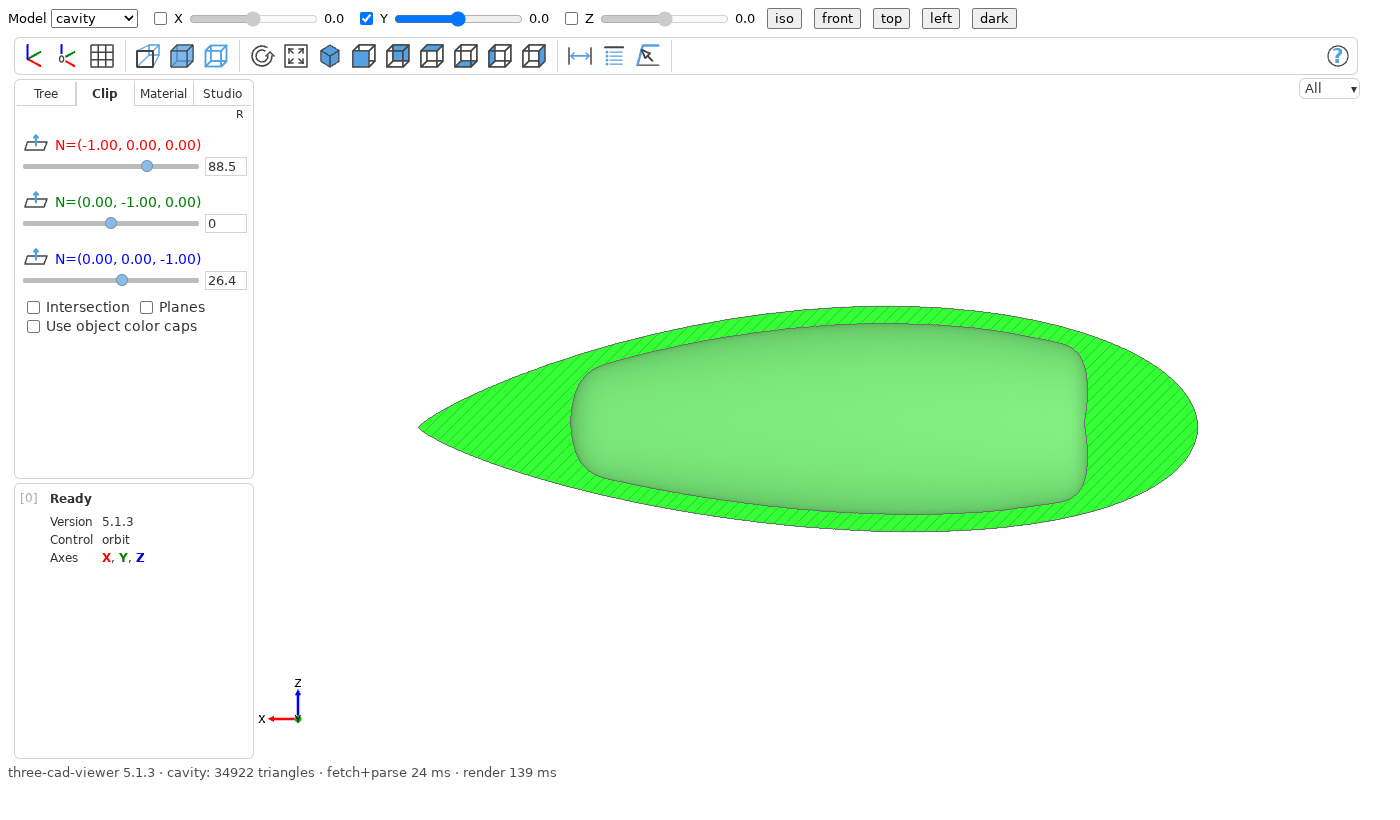 Model cavity X 0.0 Y 0.0 Z 0.0 iso front top left dark
0
?
Tree Clip Material Studio
All
R
N=(-1.00, 0.00, 0.00)
88.5
N=(0.00, -1.00, 0.00)
0
N=(0.00, 0.00, -1.00)
26.4
Intersection Planes
Use object color caps
[0] Ready
Version 5.1.3
Control orbit
Axes X, Y, Z
Z
X Y
three-cad-viewer 5.1.3 · cavity: 34922 triangles · fetch+parse 24 ms · render 139 ms